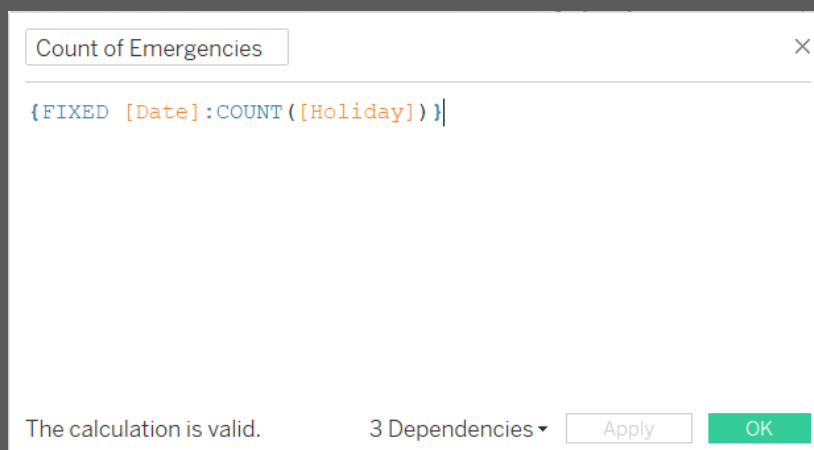 Count of Emergencies
{FIXED [Date]:COUNT([Holiday])}
The calculation is valid.
3 Dependencies
Apply
OK